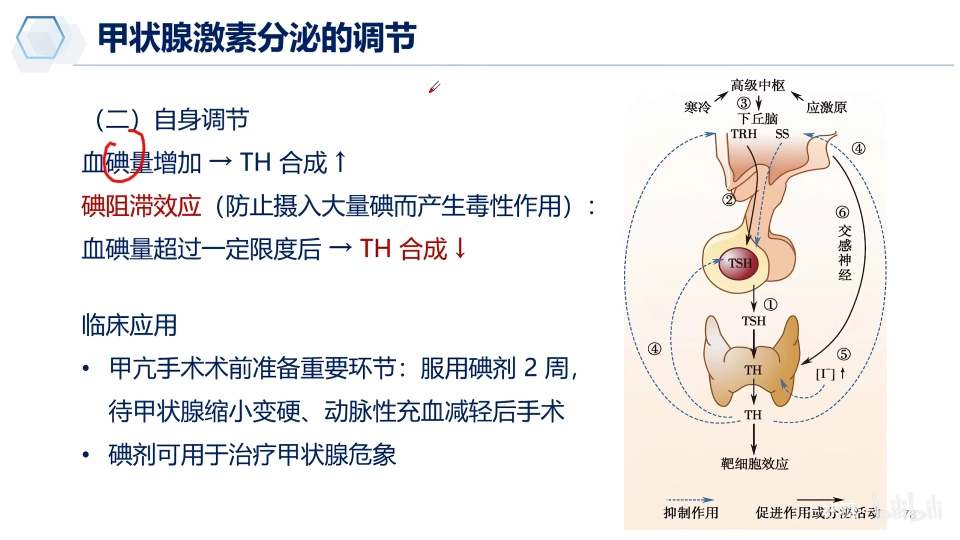 甲状腺激素分泌的调节
（二）自身调节
血碘量增加 → TH 合成↑
碘阻滞效应（防止摄入大量碘而产生毒性作用）：
血碘量超过一定限度后 → TH 合成↓
临床应用
• 甲亢手术术前准备重要环节：服用碘剂 2 周，
待甲状腺缩小变硬、动脉性充血减轻后手术
• 碘剂可用于治疗甲状腺危象
高级中枢
寒冷 ③ 应激原
下丘脑
TRH SS
④
②
⑥
交感神经
TSH
①
TSH
④ ⑤
TH [I⁻]↑
TH
靶细胞效应
抑制作用 促进作用或分泌活动